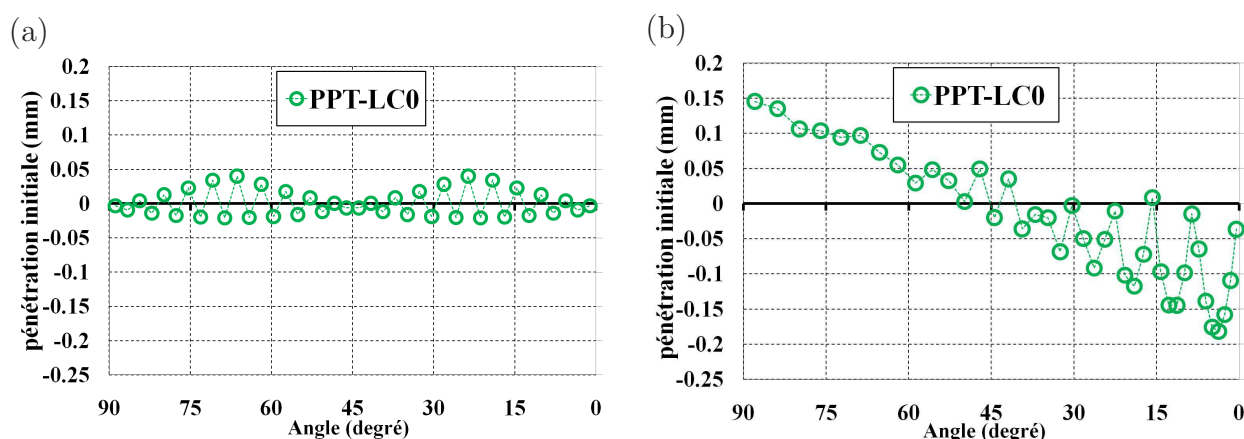 (a)
0.2
0.15
0.1
0.05
0
-0.05
-0.1
-0.15
-0.2
-0.25
pénétration initiale (mm)
PPT-LC0
90 75 60 45 30 15 0
Angle (degré)
(b)
0.2
0.15
0.1
0.05
0
-0.05
-0.1
-0.15
-0.2
-0.25
pénétration initiale (mm)
PPT-LC0
90 75 60 45 30 15 0
Angle (degré)